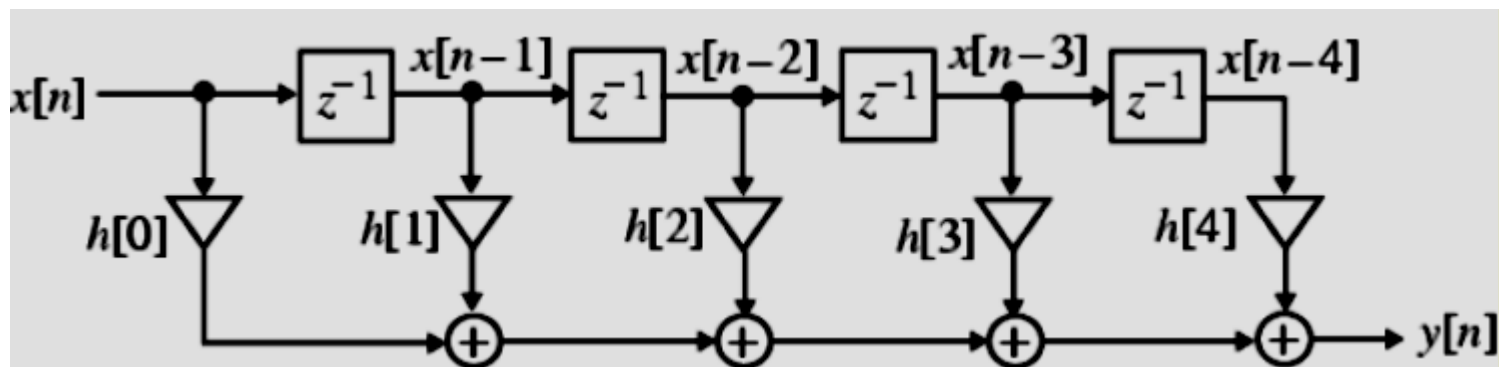 x[n] z⁻¹ x[n−1] z⁻¹ x[n−2] z⁻¹ x[n−3] z⁻¹ x[n−4]
h[0] h[1] h[2] h[3] h[4]
+ + + + y[n]